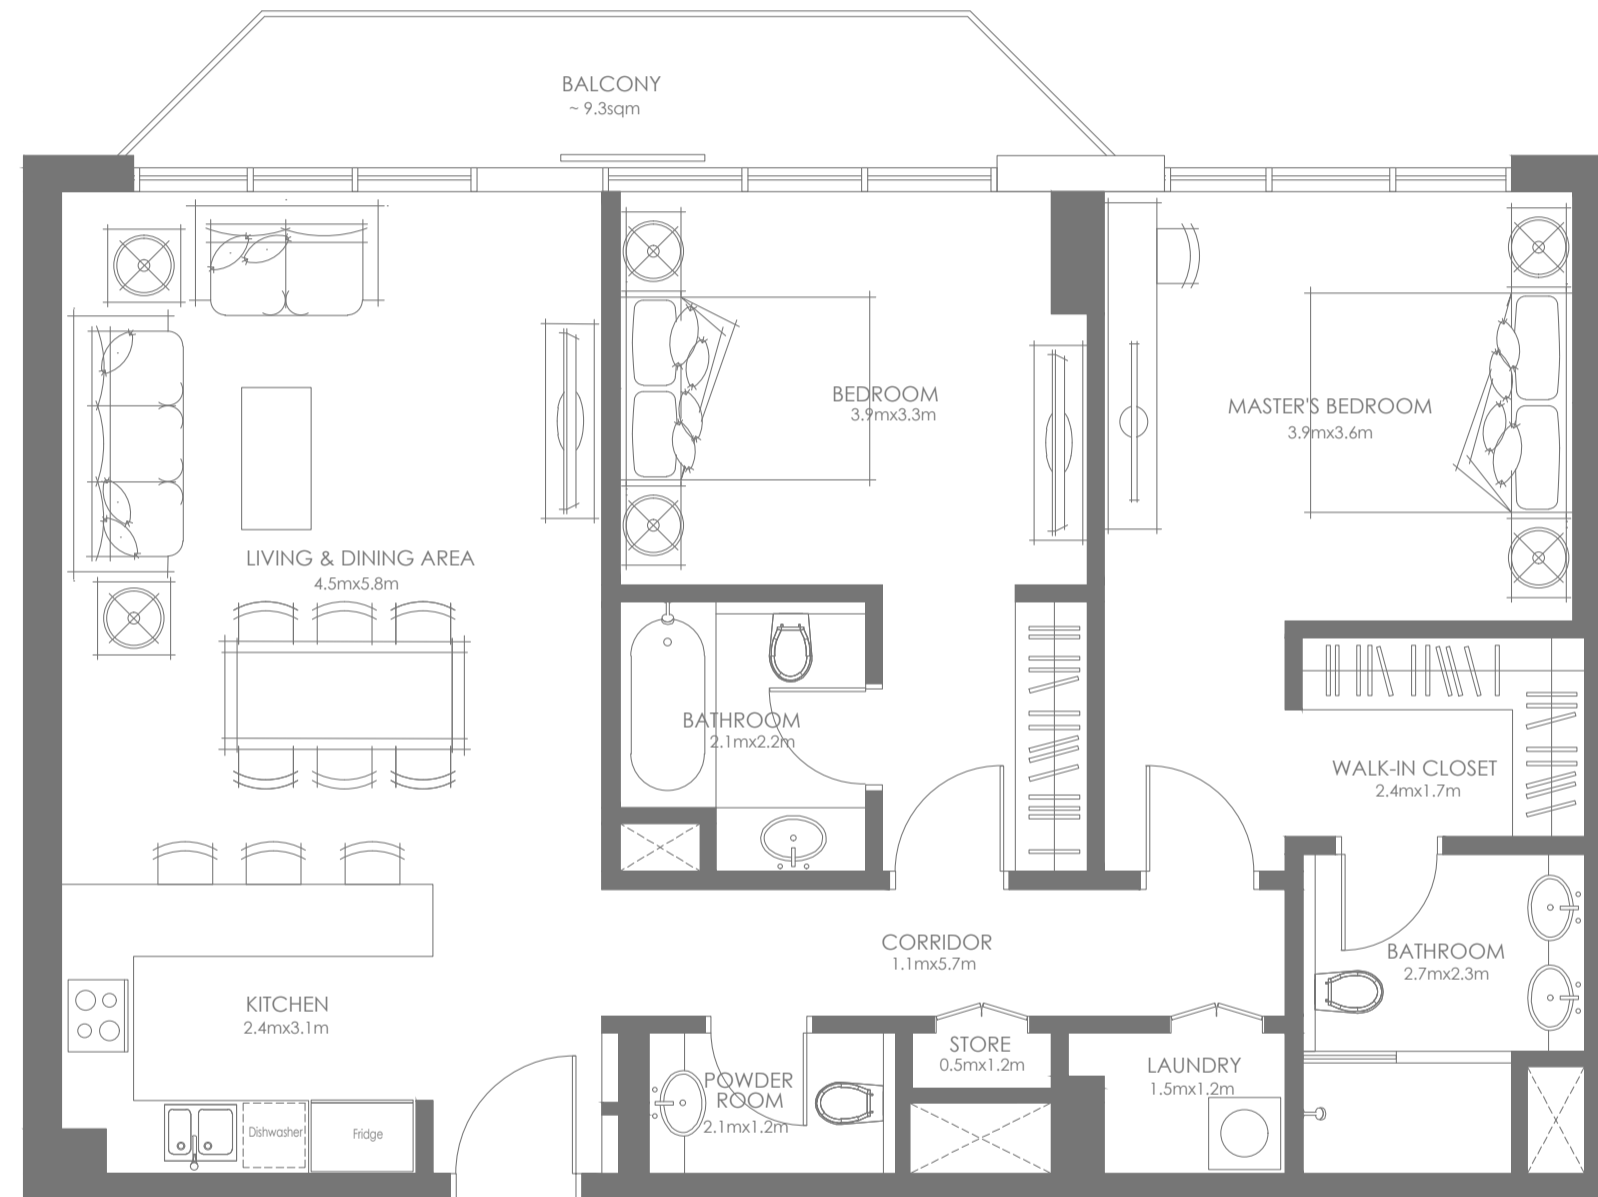 BALCONY
~ 9.3sqm
BEDROOM
3.9mx3.3m
MASTER'S BEDROOM
3.9mx3.6m
LIVING & DINING AREA
4.5mx5.8m
BATHROOM
2.1mx2.2m
WALK-IN CLOSET
2.4mx1.7m
CORRIDOR
1.1mx5.7m
BATHROOM
2.7mx2.3m
KITCHEN
2.4mx3.1m
STORE
0.5mx1.2m
LAUNDRY
1.5mx1.2m
POWDER
ROOM
2.1mx1.2m
Dishwasher
Fridge